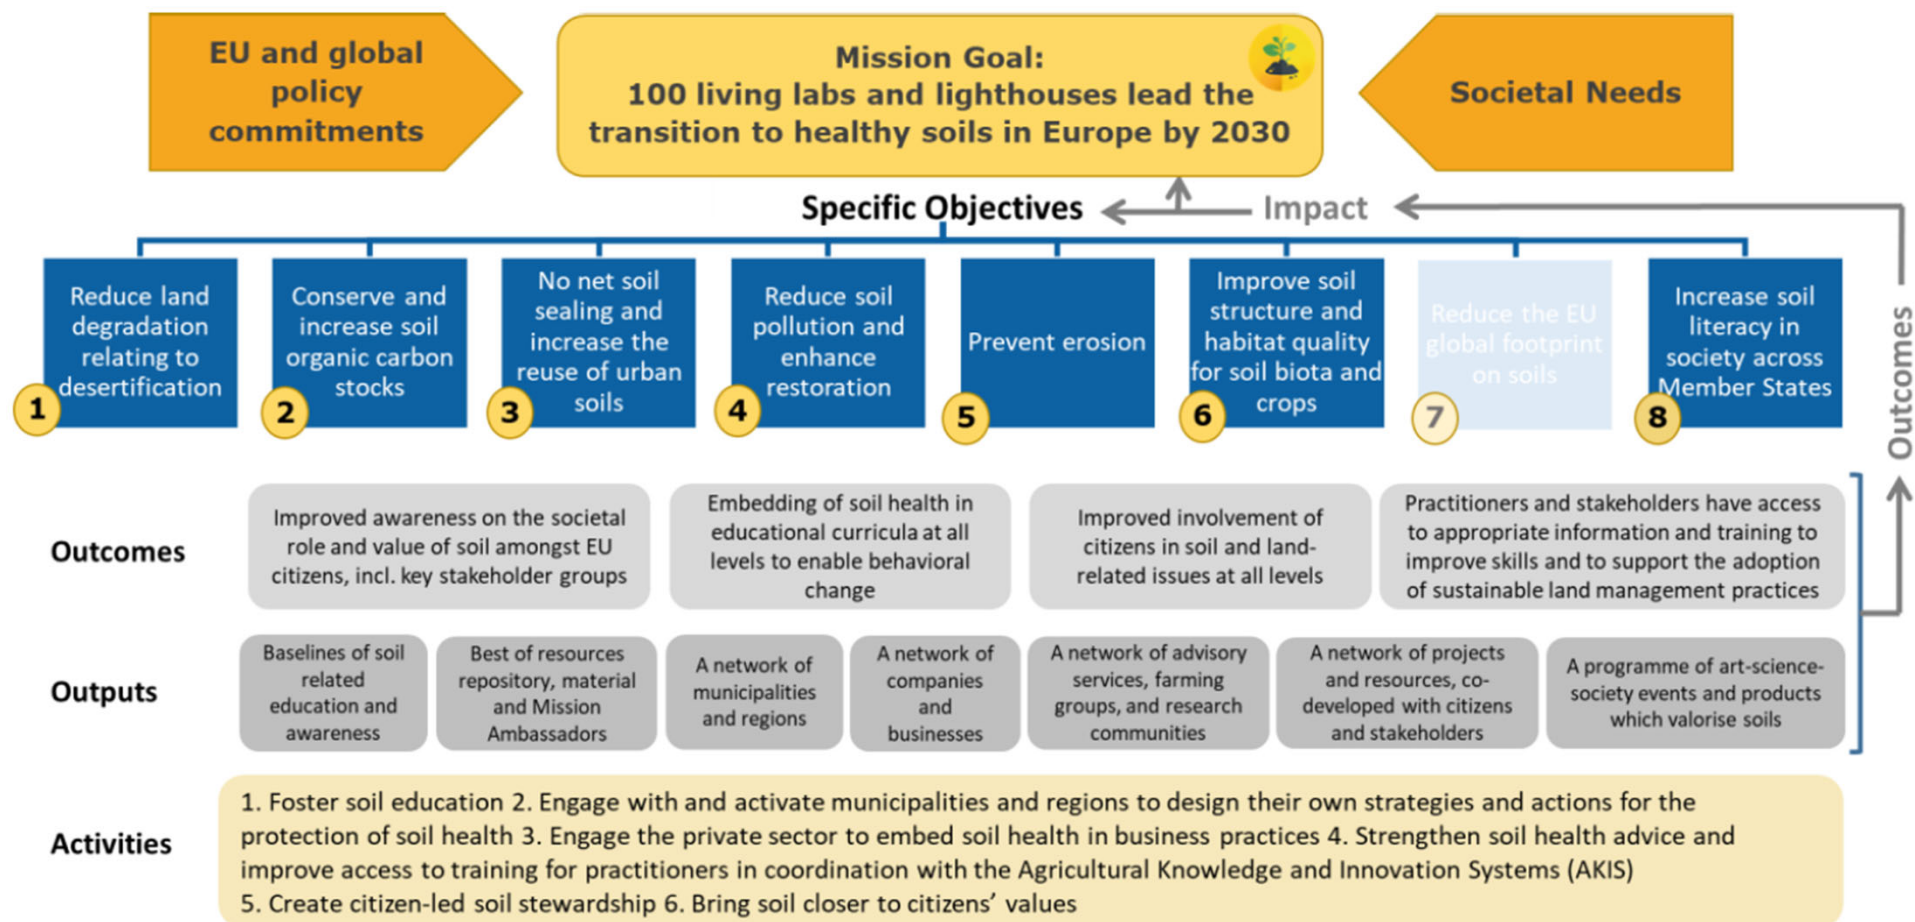 EU and global
policy
commitments
Mission Goal:
100 living labs and lighthouses lead the
transition to healthy soils in Europe by 2030
Societal Needs
Specific Objectives
Impact
Reduce land
degradation
relating to
desertification
1
Conserve and
increase soil
organic carbon
stocks
2
No net soil
sealing and
increase the
reuse of urban
soils
3
Reduce soil
pollution and
enhance
restoration
4
Prevent erosion
5
Improve soil
structure and
habitat quality
for soil biota and
crops
6
Reduce the EU
global footprint
on soils
7
Increase soil
literacy in
society across
Member States
8
Outcomes
Outcomes
Improved awareness on the societal
role and value of soil amongst EU
citizens, incl. key stakeholder groups
Embedding of soil health in
educational curricula at all
levels to enable behavioral
change
Improved involvement of
citizens in soil and land-
related issues at all levels
Practitioners and stakeholders have access
to appropriate information and training to
improve skills and to support the adoption
of sustainable land management practices
Outputs
Baselines of soil
related
education and
awareness
Best of resources
repository, material
and Mission
Ambassadors
A network of
municipalities
and regions
A network of
companies
and
businesses
A network of advisory
services, farming
groups, and research
communities
A network of projects
and resources, co-
developed with citizens
and stakeholders
A programme of art-science-
society events and products
which valorise soils
Activities
1. Foster soil education 2. Engage with and activate municipalities and regions to design their own strategies and actions for the
protection of soil health 3. Engage the private sector to embed soil health in business practices 4. Strengthen soil health advice and
improve access to training for practitioners in coordination with the Agricultural Knowledge and Innovation Systems (AKIS)
5. Create citizen-led soil stewardship 6. Bring soil closer to citizens’ values